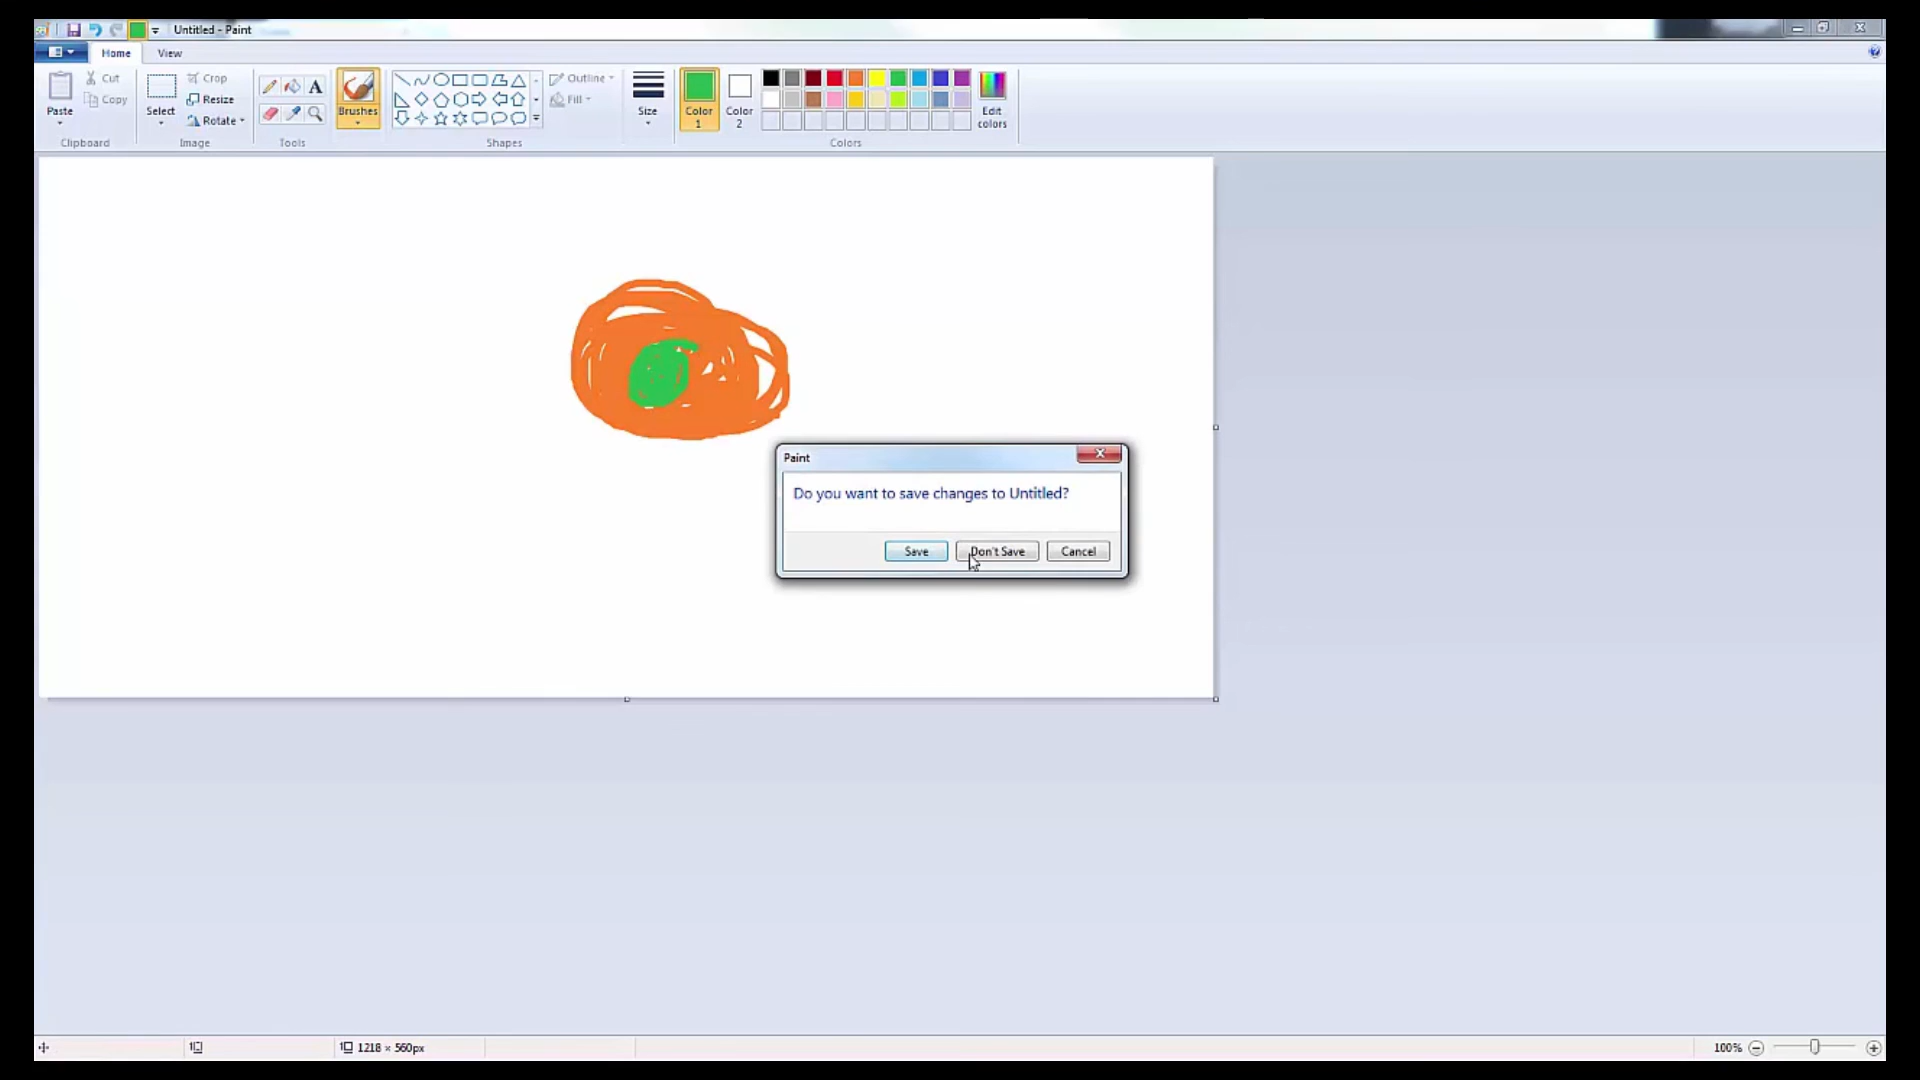 Untitled - Paint
Home
View
Paste
Cut
Copy
Clipboard
Select
Crop
Resize
Rotate
Image
A
Tools
Brushes
Outline
Fill
Shapes
Size
Color
1
Color
2
Edit
colors
Colors
Paint
Do you want to save changes to Untitled?
Save
Don't Save
Cancel
1218 × 560px
100%